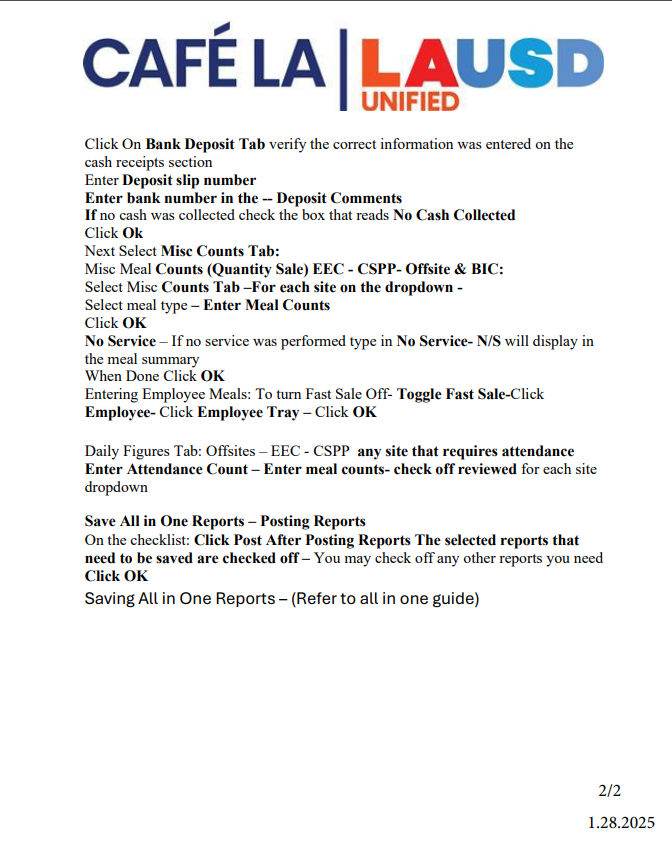 CAFÉ LA LAUSD
UNIFIED
Click On Bank Deposit Tab verify the correct information was entered on the
cash receipts section
Enter Deposit slip number
Enter bank number in the -- Deposit Comments
If no cash was collected check the box that reads No Cash Collected
Click Ok
Next Select Misc Counts Tab:
Misc Meal Counts (Quantity Sale) EEC - CSPP- Offsite & BIC:
Select Misc Counts Tab –For each site on the dropdown -
Select meal type – Enter Meal Counts
Click OK
No Service – If no service was performed type in No Service- N/S will display in
the meal summary
When Done Click OK
Entering Employee Meals: To turn Fast Sale Off- Toggle Fast Sale-Click
Employee- Click Employee Tray – Click OK
Daily Figures Tab: Offsites – EEC - CSPP  any site that requires attendance
Enter Attendance Count – Enter meal counts- check off reviewed for each site
dropdown
Save All in One Reports – Posting Reports
On the checklist: Click Post After Posting Reports The selected reports that
need to be saved are checked off – You may check off any other reports you need
Click OK
Saving All in One Reports – (Refer to all in one guide)
2/2
1.28.2025